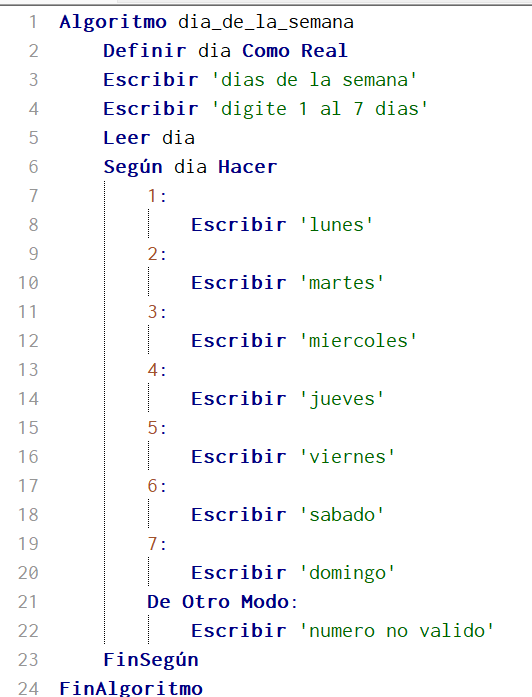 1 Algoritmo dia_de_la_semana
2 Definir dia Como Real
3 Escribir 'dias de la semana'
4 Escribir 'digite 1 al 7 dias'
5 Leer dia
6 Según dia Hacer
7 1:
8 Escribir 'lunes'
9 2:
10 Escribir 'martes'
11 3:
12 Escribir 'miercoles'
13 4:
14 Escribir 'jueves'
15 5:
16 Escribir 'viernes'
17 6:
18 Escribir 'sabado'
19 7:
20 Escribir 'domingo'
21 De Otro Modo:
22 Escribir 'numero no valido'
23 FinSegún
24 FinAlgoritmo